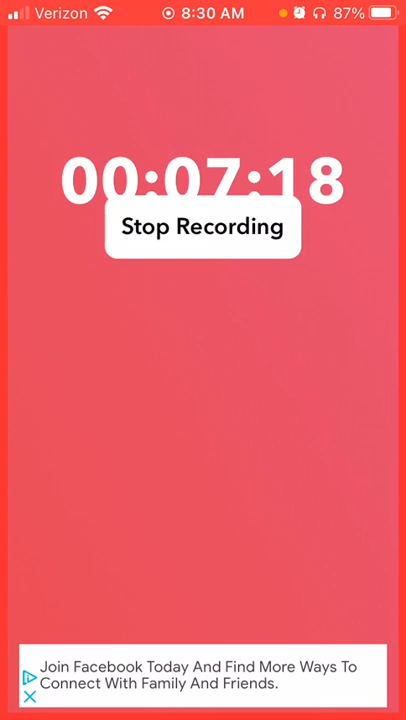 Verizon 8:30 AM 87%
00:07:18
Stop Recording
Join Facebook Today And Find More Ways To
Connect With Family And Friends.